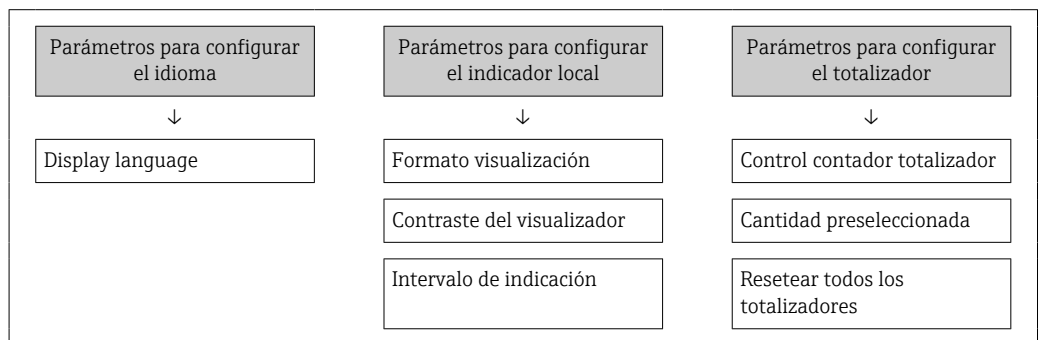 Parámetros para configurar
el idioma
↓
Display language
Parámetros para configurar
el indicador local
↓
Formato visualización
Contraste del visualizador
Intervalo de indicación
Parámetros para configurar
el totalizador
↓
Control contador totalizador
Cantidad preseleccionada
Resetear todos los
totalizadores